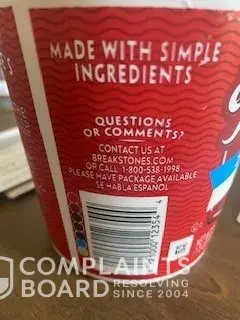 MADE WITH SIMPLE
INGREDIENTS
QUESTIONS
OR COMMENTS?
CONTACT US AT
BREAKSTONES.COM
OR CALL 1-800-538-1998
PLEASE HAVE PACKAGE AVAILABLE
SE HABLA ESPAÑOL
COMPLAINTS
BOARD RESOLVING
SINCE 2004